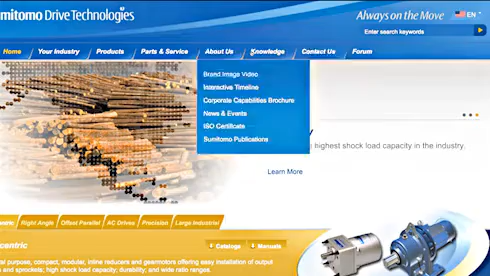 mitomo Drive Technologies
Always on the Move
EN
Enter search keywords
Home
Your Industry
Products
Parts & Service
About Us
Knowledge
Contact Us
Forum
Brand Image Video
Interactive Timeline
Corporate Capabilities Brochure
News & Events
ISO Certificate
Sumitomo Publications
highest shock load capacity in the industry.
Learn More
entric
Right Angle
Offset Parallel
AC Drives
Precision
Large Industrial
centric
Catalogs
Manuals
al purpose, compact, modular, inline reducers and gearmotors offering easy installation of output
and sprockets; high shock load capacity; durability; and wide ratio ranges.